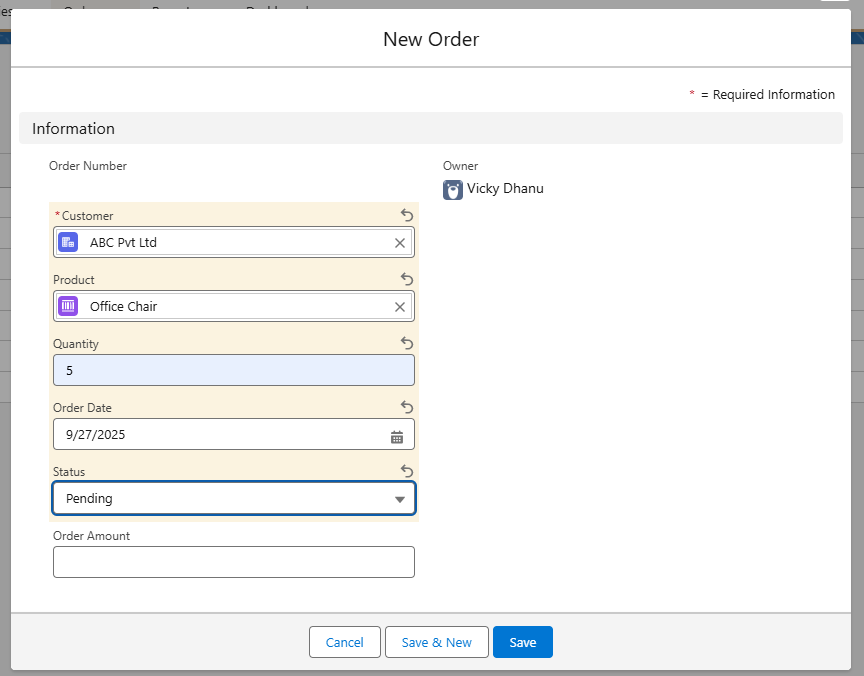 New Order
* = Required Information
Information
Order Number
Owner
Vicky Dhanu
*Customer
ABC Pvt Ltd
Product
Office Chair
Quantity
5
Order Date
9/27/2025
Status
Pending
Order Amount
Cancel
Save & New
Save